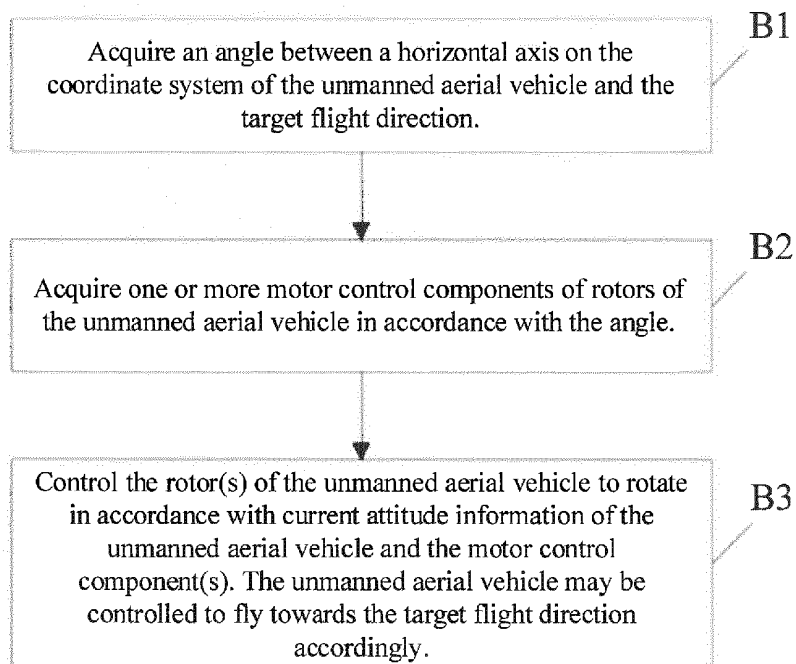 B1
Acquire an angle between a horizontal axis on the
coordinate system of the unmanned aerial vehicle and the
target flight direction.
B2
Acquire one or more motor control components of rotors of
the unmanned aerial vehicle in accordance with the angle.
B3
Control the rotor(s) of the unmanned aerial vehicle to rotate
in accordance with current attitude information of the
unmanned aerial vehicle and the motor control
component(s). The unmanned aerial vehicle may be
controlled to fly towards the target flight direction
accordingly.